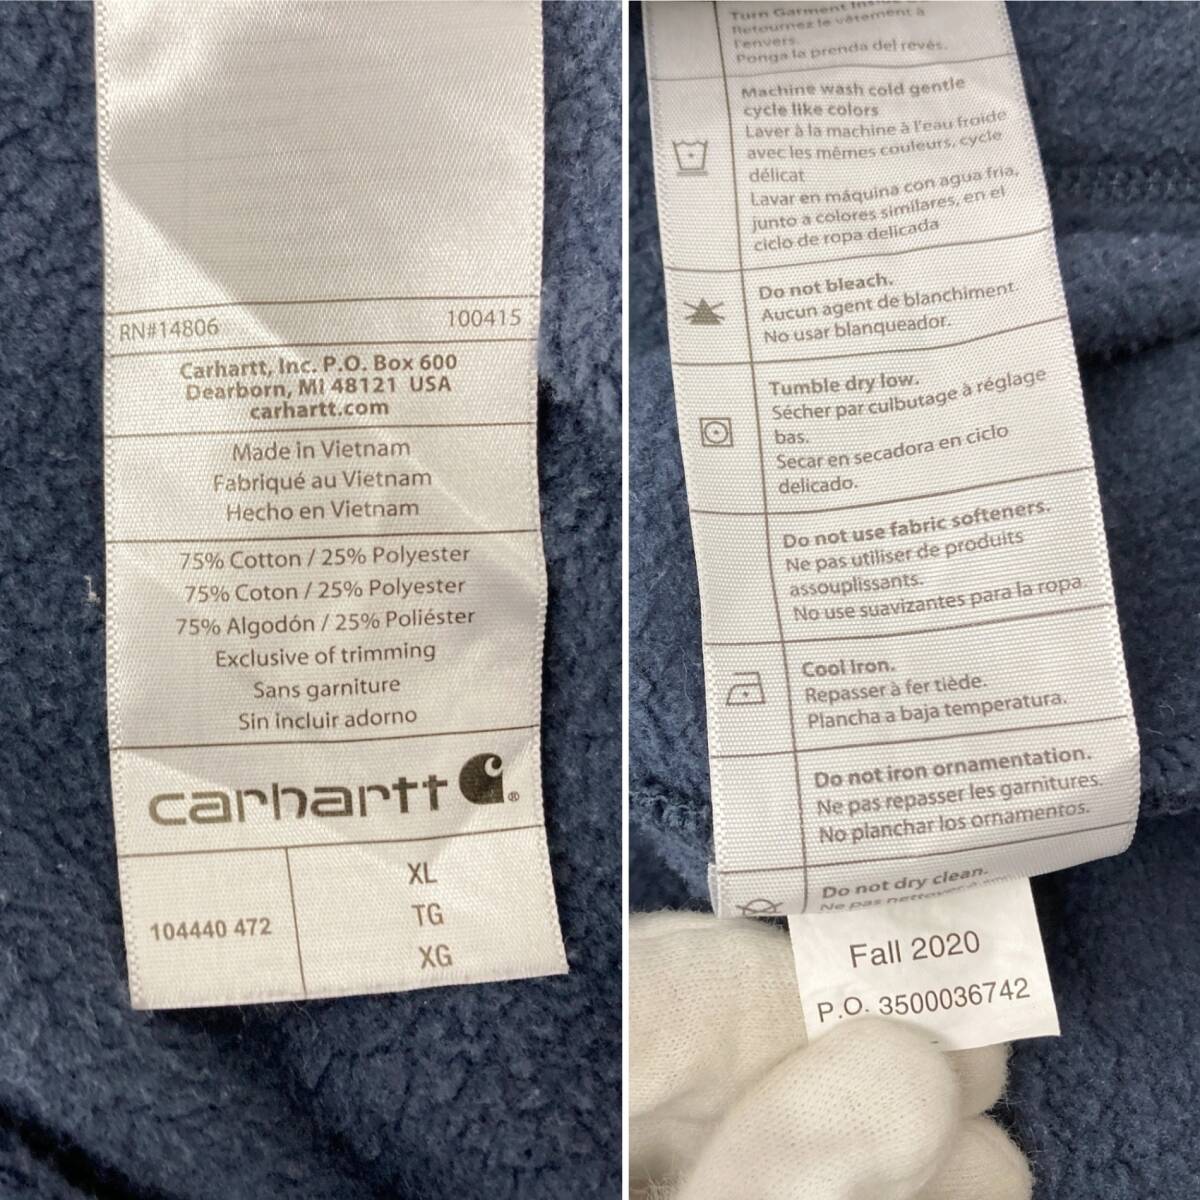 RN#14806 100415
Carhartt, Inc. P.O. Box 600
Dearborn, MI 48121 USA
carhartt.com
Made in Vietnam
Fabriqué au Vietnam
Hecho en Vietnam
75% Cotton / 25% Polyester
75% Coton / 25% Polyester
75% Algodón / 25% Poliéster
Exclusive of trimming
Sans garniture
Sin incluir adorno
carhartt ®
104440 472
XL
TG
XG
Turn Garment Inside
Retournez le vêtement à
l'envers.
Ponga la prenda del revés.
Machine wash cold gentle
cycle like colors
Laver à la machine à l'eau froide
avec les mêmes couleurs, cycle
délicat
Lavar en máquina con agua fria,
junto a colores similares, en el
ciclo de ropa delicada
Do not bleach.
Aucun agent de blanchiment
No usar blanqueador.
Tumble dry low.
Sécher par culbutage à réglage
bas.
Secar en secadora en ciclo
delicado.
Do not use fabric softeners.
Ne pas utiliser de produits
assouplissants.
No use suavizantes para la ropa
Cool Iron.
Repasser à fer tiède.
Plancha a baja temperatura.
Do not iron ornamentation.
Ne pas repasser les garnitures.
No planchar los ornamentos.
Do not dry clean.
Ne pas nettoyer à
Fall 2020
P.O. 3500036742